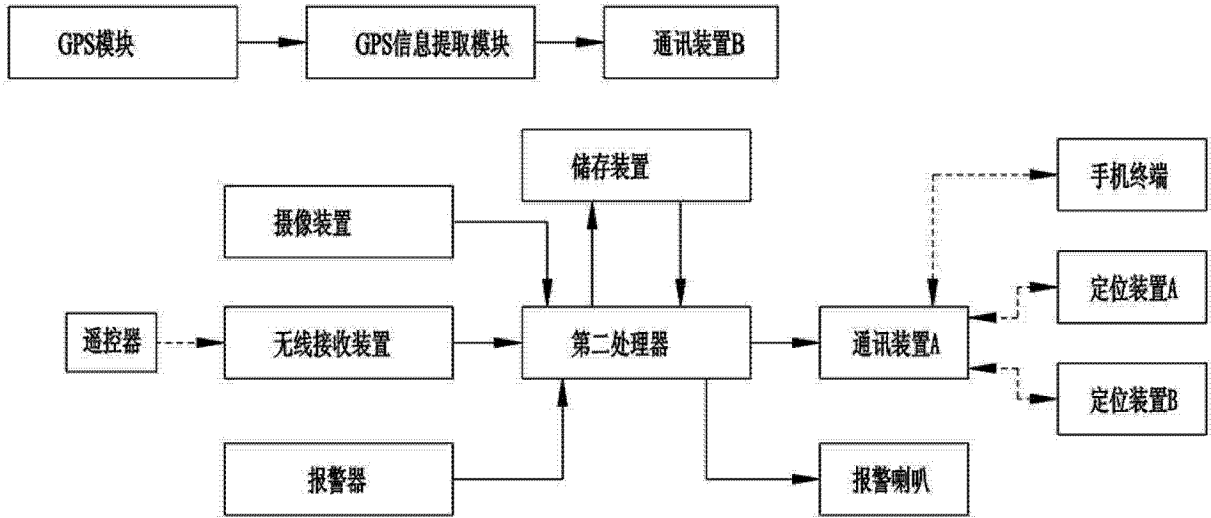 GPS模块
GPS信息提取模块
通讯装置B
储存装置
手机终端
摄像装置
定位装置A
遥控器
无线接收装置
第二处理器
通讯装置A
定位装置B
报警器
报警喇叭